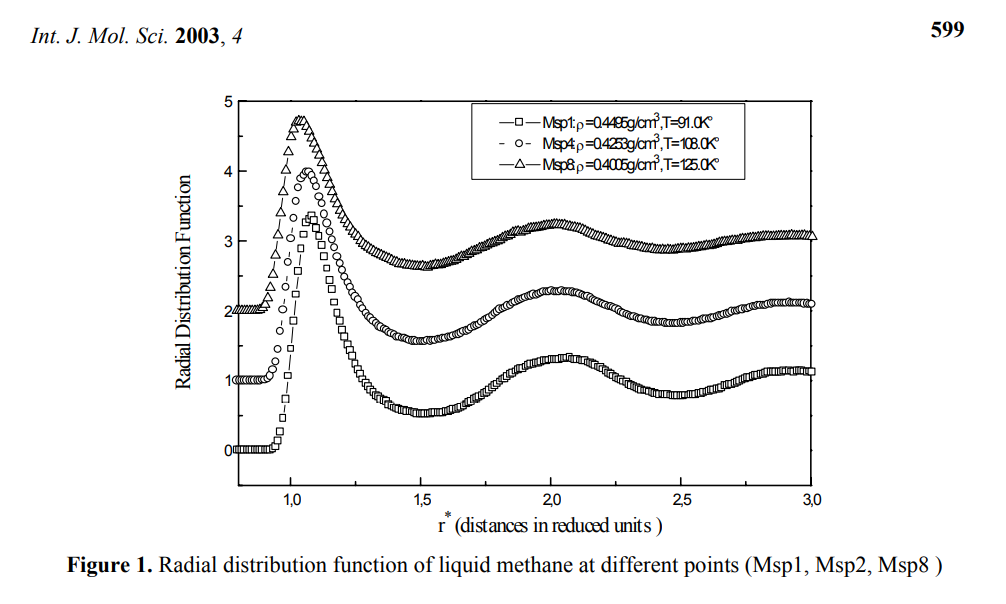 Int. J. Mol. Sci. 2003, 4
599
5
4
3
2
1
0
Radial Distribution Function
Msp1:ρ=0.4495g/cm3,T=91.0K°
Msp4:ρ=0.4253g/cm3,T=108.0K°
Msp8:ρ=0.4005g/cm3,T=125.0K°
1,0 1,5 2,0 2,5 3,0
r* (distances in reduced units )
Figure 1. Radial distribution function of liquid methane at different points (Msp1, Msp2, Msp8 )